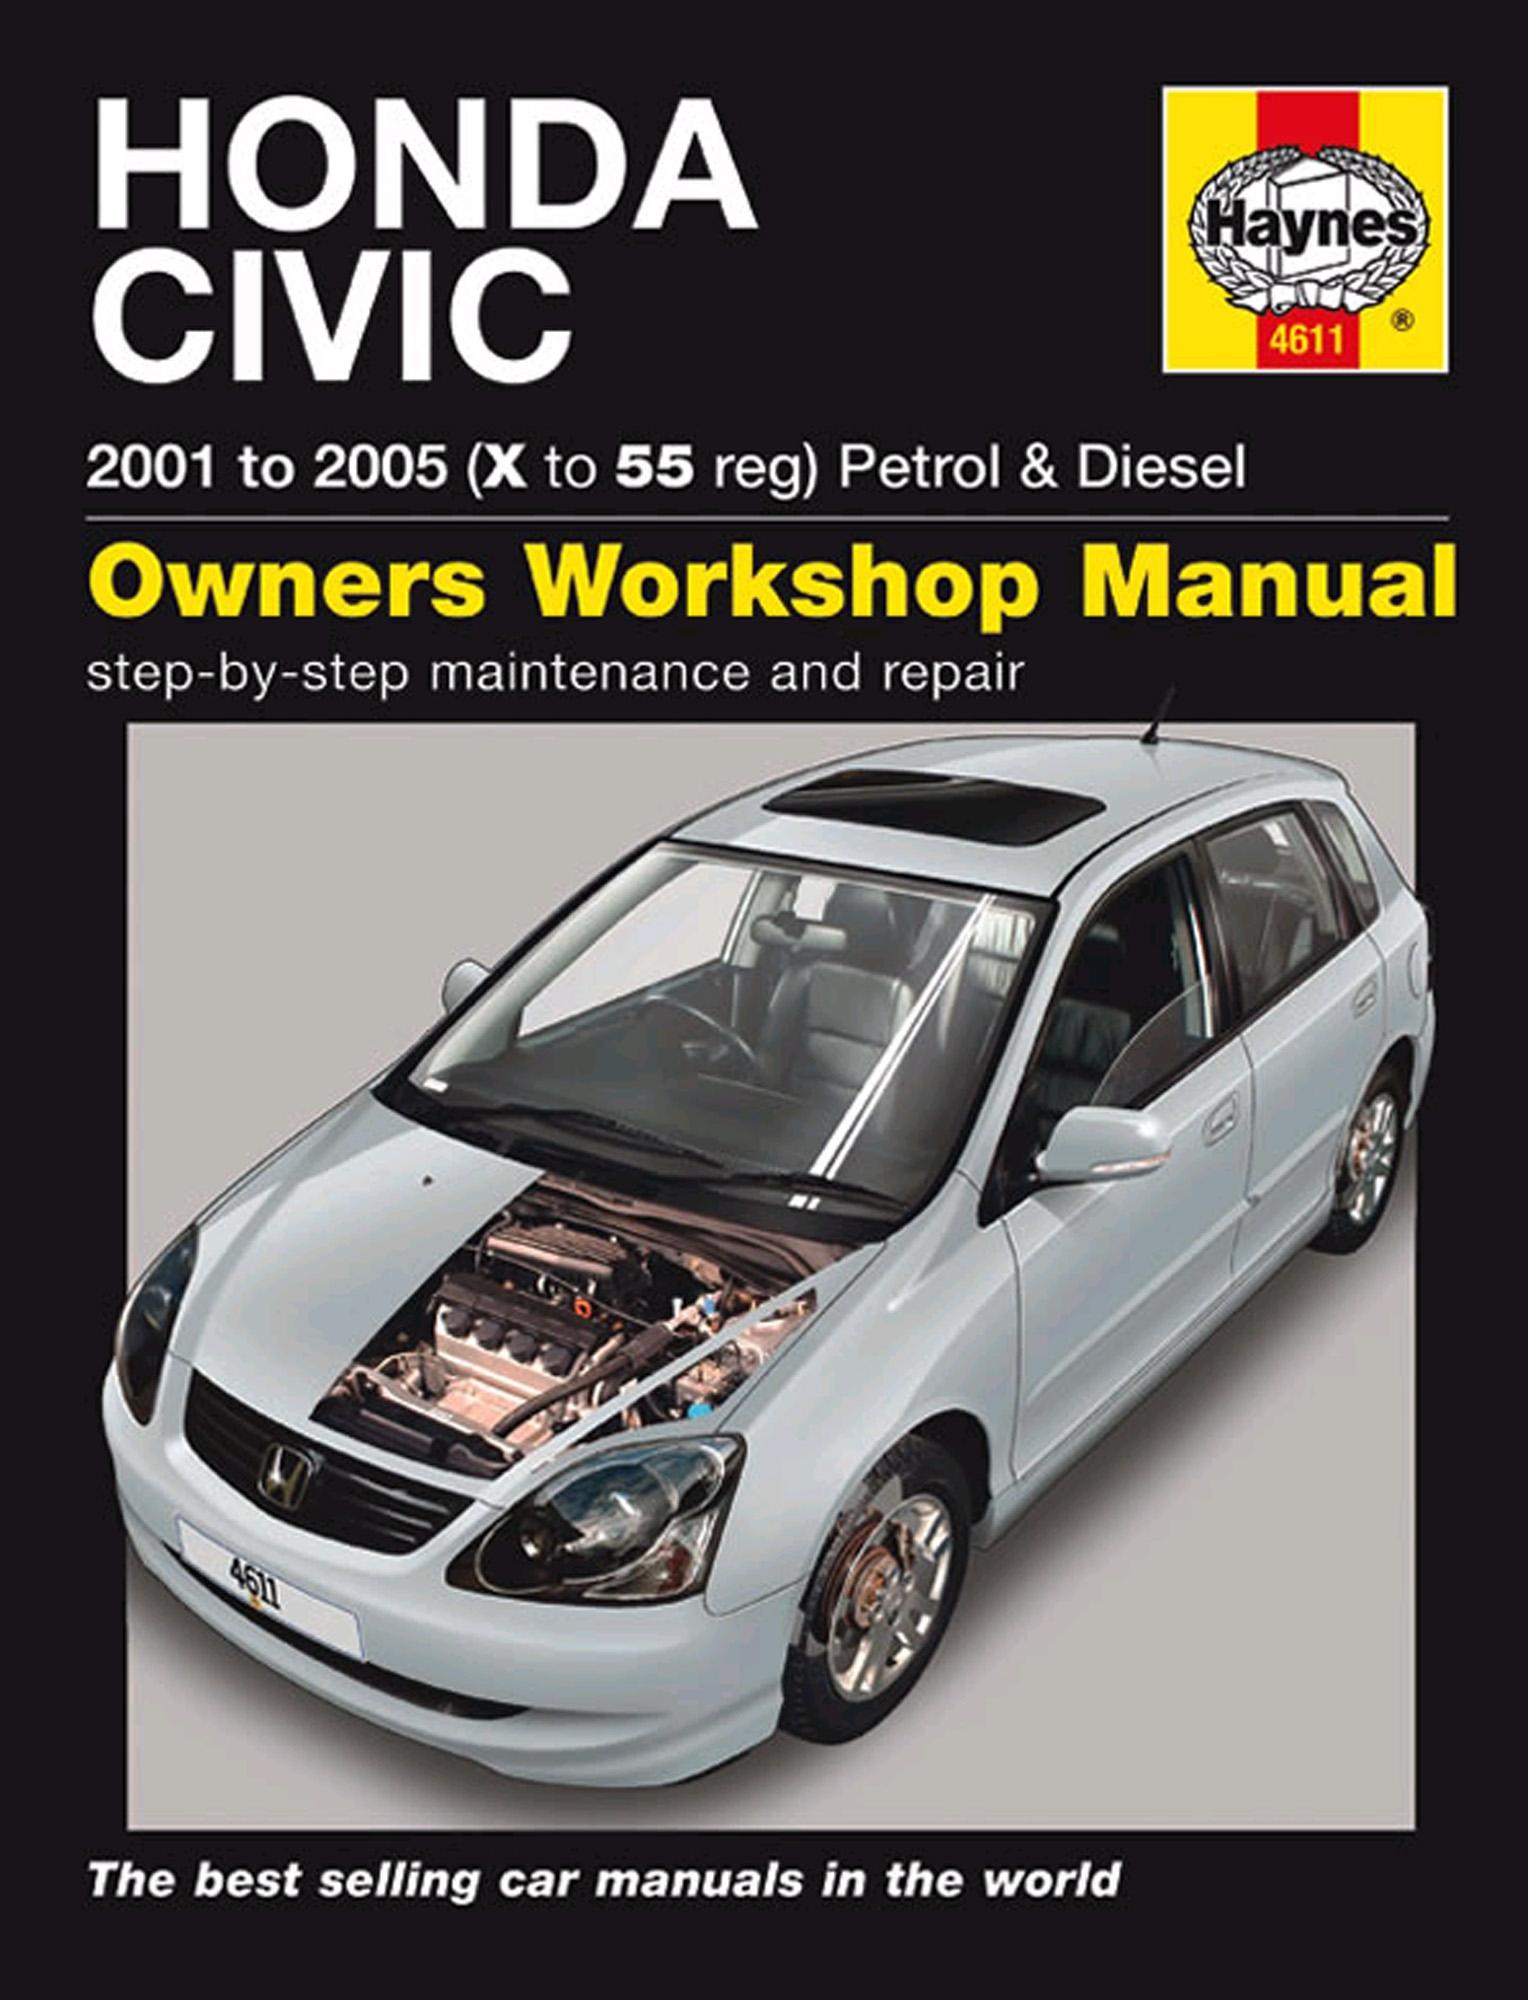 HONDA
CIVIC
Haynes
®
4611
2001 to 2005 (X to 55 reg) Petrol & Diesel
Owners Workshop Manual
step-by-step maintenance and repair
4611
The best selling car manuals in the world